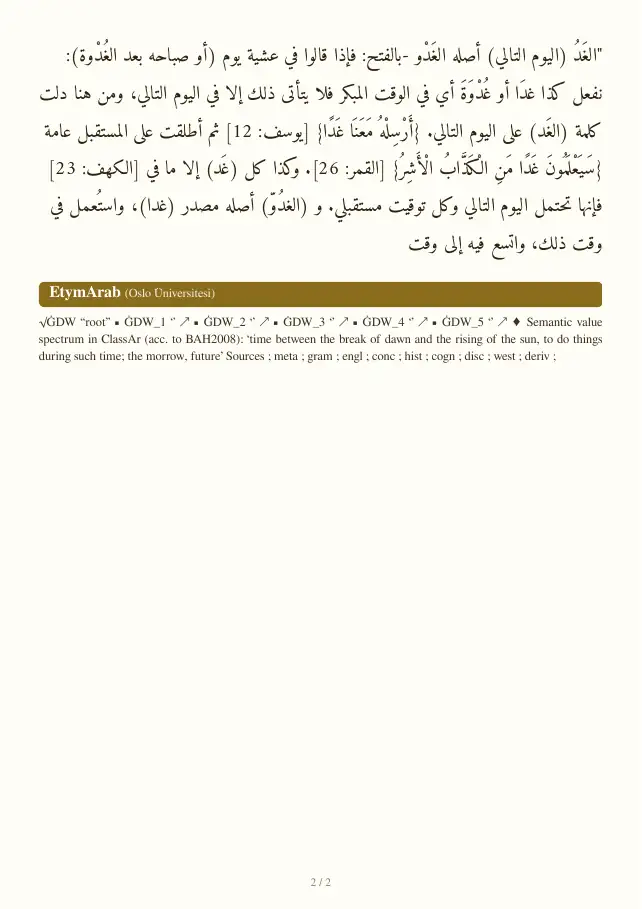 "الغَدُ (اليوم التالي) أصله الغَدْو -بالفتح: فإذا قالوا في عشية يوم (أو صباحه بعد الغُدْوة):
نفعل كذا غدَا أو غُدْوَةَ أي في الوقت المبكر فلا يتأتى ذلك إلا في اليوم التالي، ومن هنا دلت
كلمة (الغَد) على اليوم التالي. {أَرْسِلْهُ مَعَنَا غَدًا} [يوسف: 12] ثم أطلقت على المستقبل عامة
{سَيَعْلَمُونَ غَدًا مَنِ الْكَذَّابُ الْأَشِرُ} [القمر: 26]. وكذا كل (غَد) إلا ما في [الكهف: 23]
فإنها تحتمل اليوم التالي وكل توقيت مستقبلي. و (الغدُوّ) أصله مصدر (غدا)، واستُعمل في
وقت ذلك، واتسع فيه إلى وقت
EtymArab (Oslo Üniversitesi)
√ĠDW “root” ▪ ĠDW_1 ‘’ ↗ ▪ ĠDW_2 ‘’ ↗ ▪ ĠDW_3 ‘’ ↗ ▪ ĠDW_4 ‘’ ↗ ▪ ĠDW_5 ‘’ ↗ ♦ Semantic value
spectrum in ClassAr (acc. to BAH2008): ‘time between the break of dawn and the rising of the sun, to do things
during such time; the morrow, future’ Sources ; meta ; gram ; engl ; conc ; hist ; cogn ; disc ; west ; deriv ;
2 / 2